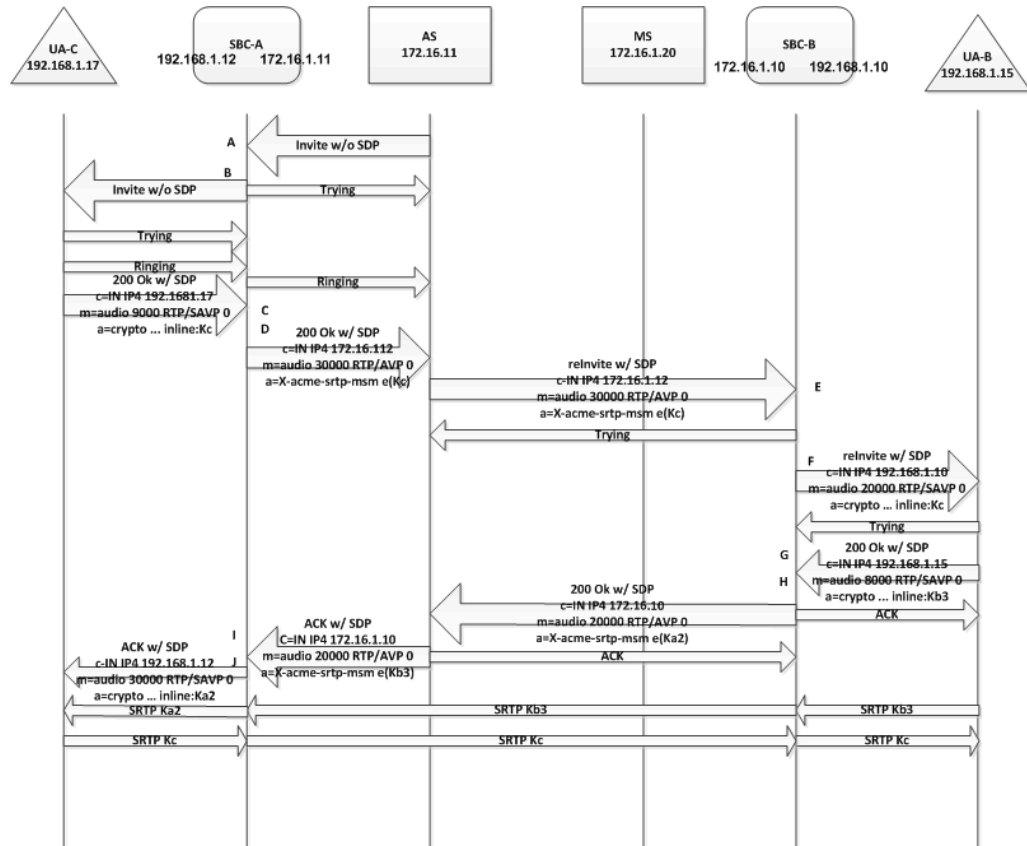 UA-C
192.168.1.17
SBC-A
192.168.1.12 172.16.1.11
AS
172.16.11
MS
172.16.1.20
SBC-B
172.16.1.10 192.168.1.10
UA-B
192.168.1.15
A
Invite w/o SDP
B
Invite w/o SDP
Trying
Trying
Ringing
Ringing
200 Ok w/ SDP
c=IN IP4 192.1681.17
m=audio 9000 RTP/SAVP 0
a=crypto ... inline:Kc
C
D
200 Ok w/ SDP
c=IN IP4 172.16.112
m=audio 30000 RTP/AVP 0
a=X-acme-srtp-msm e(Kc)
reInvite w/ SDP
c-IN IP4 172.16.1.12
m=audio 30000 RTP/AVP 0
a=X-acme-srtp-msm e(Kc)
E
Trying
F
reInvite w/ SDP
c=IN IP4 192.168.1.10
m=audio 20000 RTP/SAVP 0
a=crypto ... inline:Kc
Trying
G
H
200 Ok w/ SDP
c=IN IP4 192.168.1.15
m=audio 8000 RTP/SAVP 0
a=crypto ... inline:Kb3
200 Ok w/ SDP
c=IN IP4 172.16.10
m=audio 20000 RTP/AVP 0
a=X-acme-srtp-msm e(Ka2)
ACK
I
J
ACK w/ SDP
C=IN IP4 172.16.1.10
m=audio 20000 RTP/AVP 0
a=X-acme-srtp-msm e(Kb3)
ACK
ACK w/ SDP
c-IN IP4 192.168.1.12
m=audio 30000 RTP/SAVP 0
a=crypto ... inline:Ka2
SRTP Ka2
SRTP Kb3
SRTP Kb3
SRTP Kc
SRTP Kc
SRTP Kc